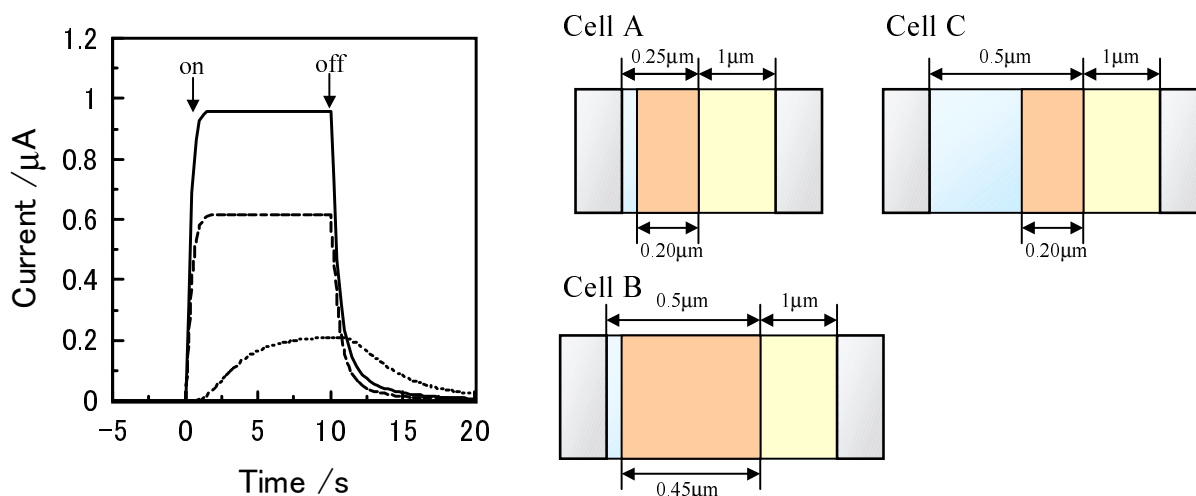 1.2
1
0.8
0.6
0.4
0.2
0
-5
0
5
10
15
20
Current /μA
Time /s
on
off
Cell A
0.25μm
1μm
0.20μm
Cell C
0.5μm
1μm
0.20μm
Cell B
0.5μm
1μm
0.45μm